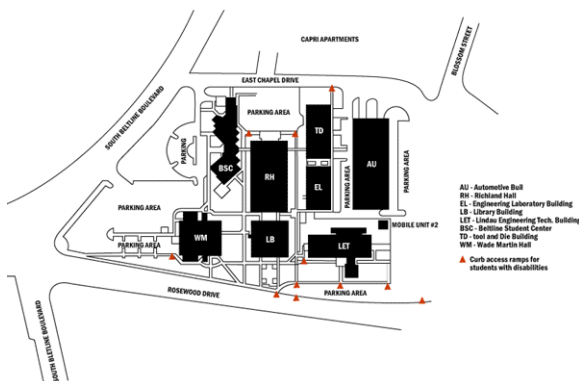 CAPRI APARTMENTS
BLOSSOM STREET
EAST CHAPEL DRIVE
SOUTH BELTLINE BOULEVARD
PARKING AREA
TD
PARKING
BSC
RH
AU
PARKING AREA
PARKING AREA
EL
AU - Automotive Buil
RH - Richland Hall
EL - Engineering Laboratory Building
LB - Library Building
LET - Lindau Engineering Tech. Building
BSC - Beltline Student Center
TD - tool and Die Building
WM - Wade Martin Hall
Curb access ramps for
students with disabilities
PARKING AREA
MOBILE UNIT #2
WM
LB
LET
PARKING AREA
ROSEWOOD DRIVE
PARKING AREA
SOUTH BLETLINE BOULEVARD